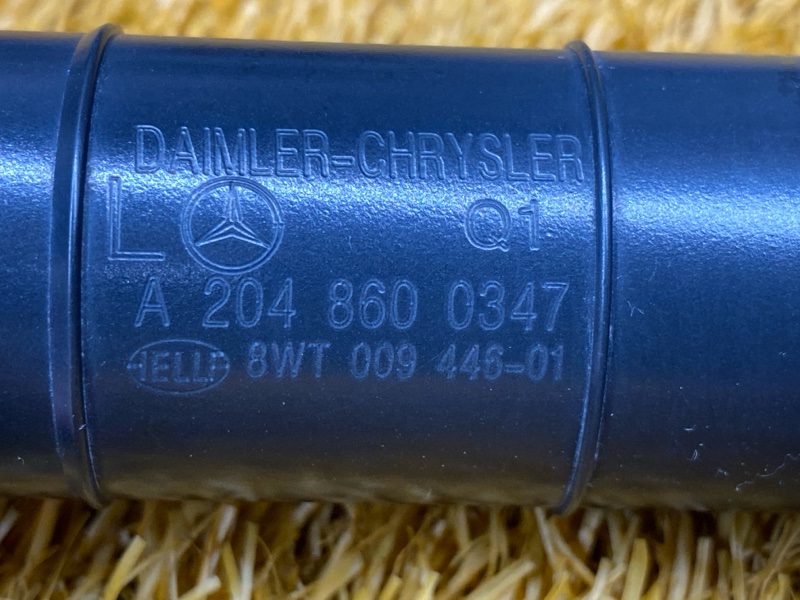 DAIMLER-CHRYSLER
L Q1
A 204 860 0347
HELLA 8WT 009 446-01